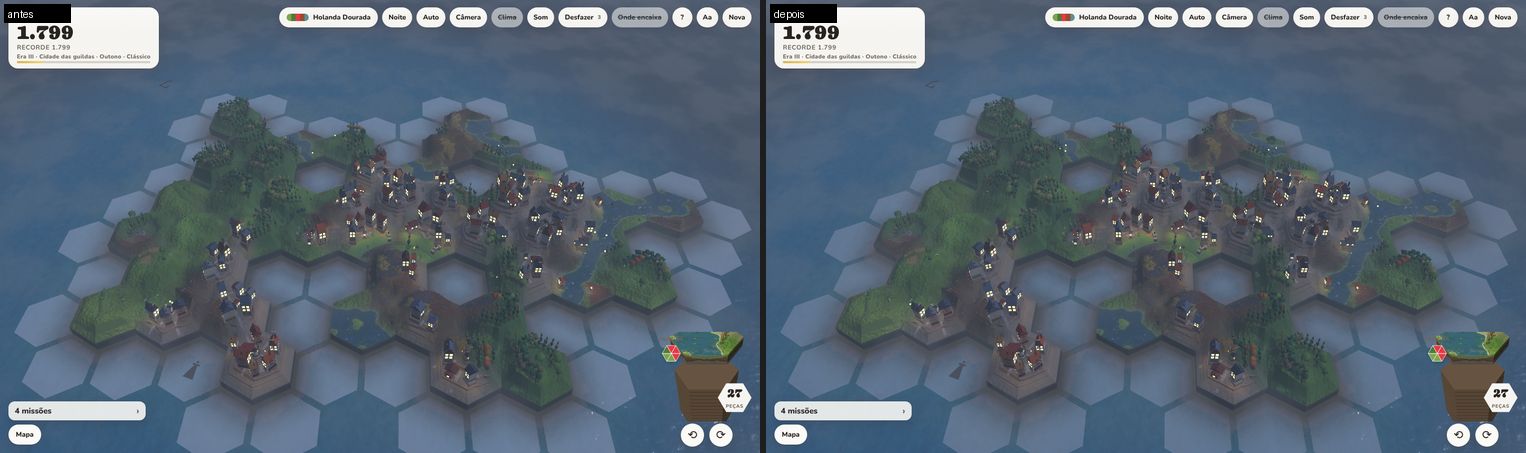 antes
1.799
RECORDE 1.799
Era III · Cidade das guildas · Outono · Clássico
Holanda Dourada
Noite
Auto
Câmera
Clima
Som
Desfazer 3
Onde encaixa
?
Aa
Nova
4 missões ›
Mapa
27
PEÇAS
⟲
⟳
depois
1.799
RECORDE 1.799
Era III · Cidade das guildas · Outono · Clássico
Holanda Dourada
Noite
Auto
Câmera
Clima
Som
Desfazer 3
Onde encaixa
?
Aa
Nova
4 missões ›
Mapa
27
PEÇAS
⟲
⟳